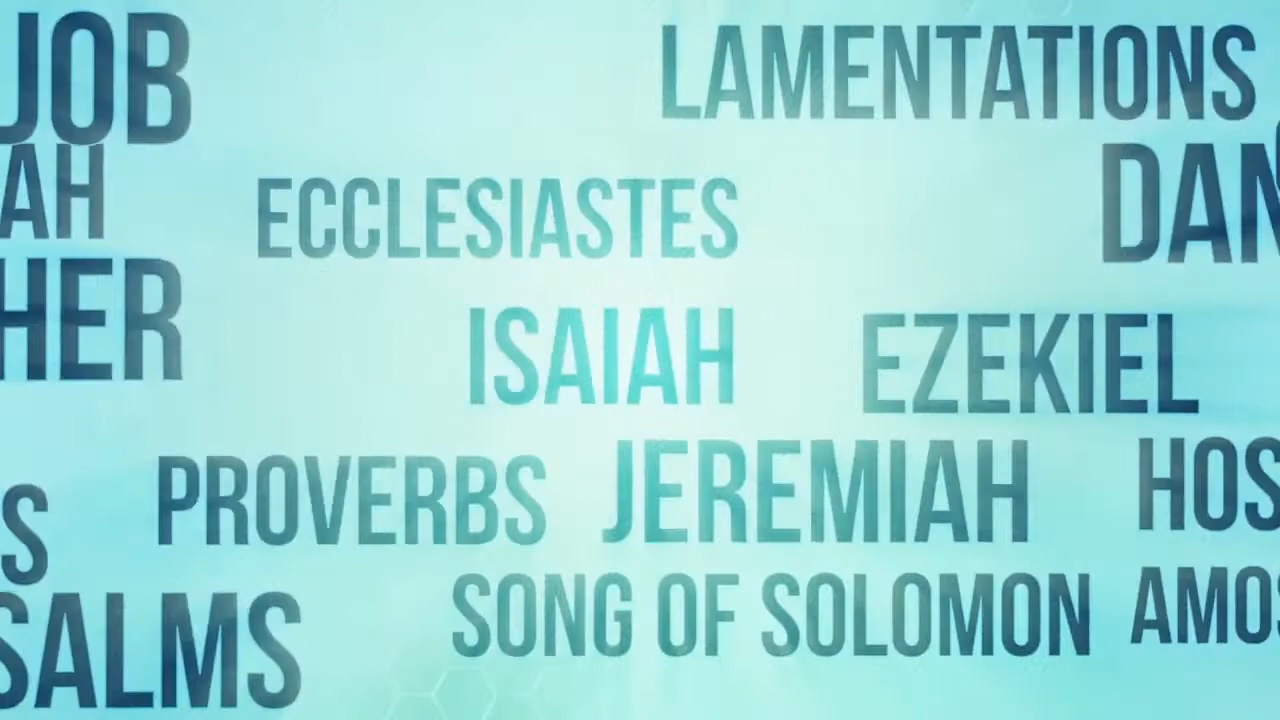 JOB
LAMENTATIONS
AH
DAN
ECCLESIASTES
HER
ISAIAH
EZEKIEL
PROVERBS
JEREMIAH
HOS
S
SONG OF SOLOMON
AMOS
SALMS